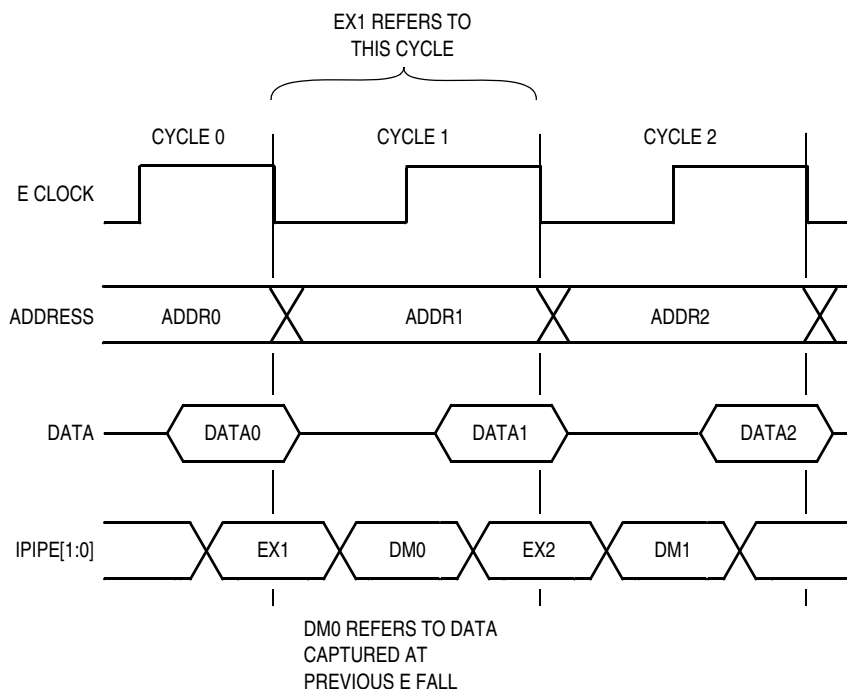 EX1 REFERS TO
THIS CYCLE
CYCLE 0 CYCLE 1 CYCLE 2
E CLOCK
ADDRESS ADDR0 ADDR1 ADDR2
DATA DATA0 DATA1 DATA2
IPIPE[1:0] EX1 DM0 EX2 DM1
DM0 REFERS TO DATA
CAPTURED AT
PREVIOUS E FALL